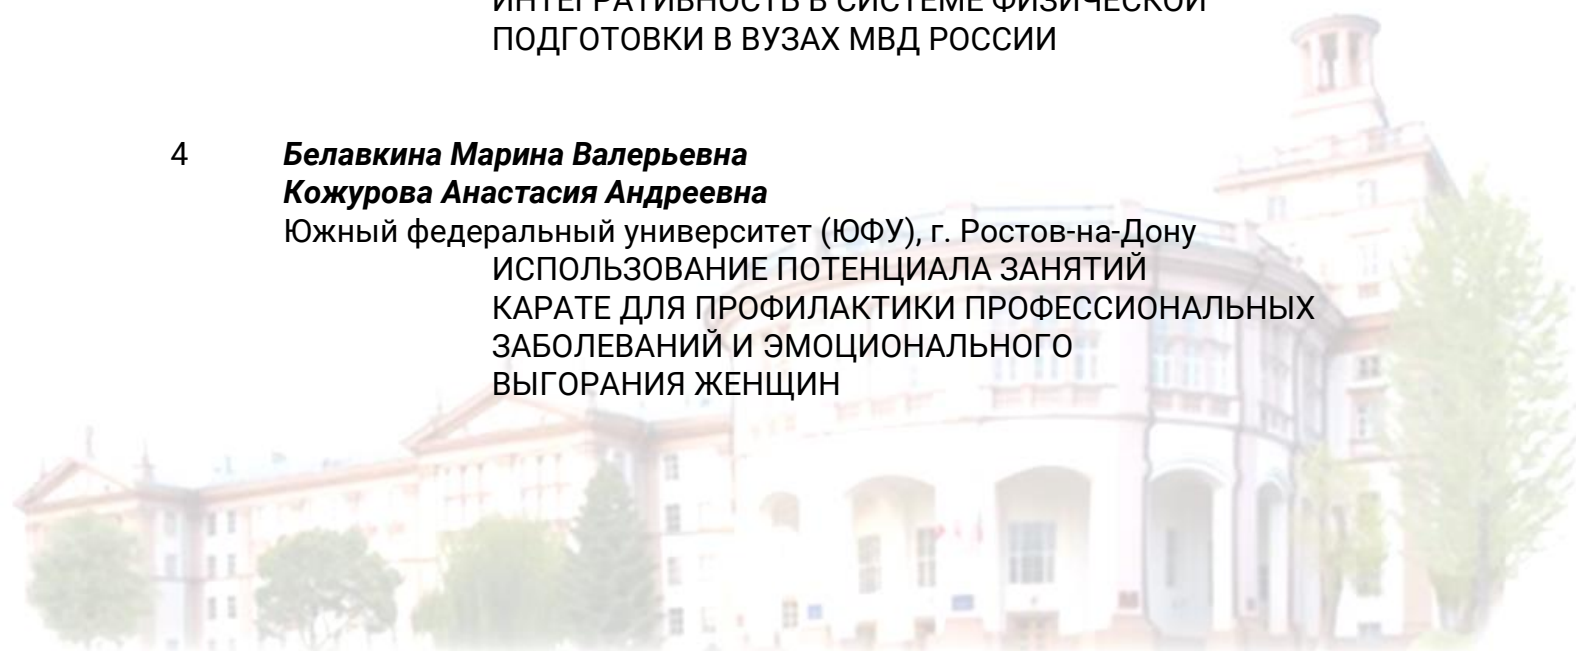 ИНТЕГРАТИВНОСТЬ В СИСТЕМЕ ФИЗИЧЕСКОЙ
ПОДГОТОВКИ В ВУЗАХ МВД РОССИИ
4 Белавкина Марина Валерьевна
Кожурова Анастасия Андреевна
Южный федеральный университет (ЮФУ), г. Ростов-на-Дону
ИСПОЛЬЗОВАНИЕ ПОТЕНЦИАЛА ЗАНЯТИЙ
КАРАТЕ ДЛЯ ПРОФИЛАКТИКИ ПРОФЕССИОНАЛЬНЫХ
ЗАБОЛЕВАНИЙ И ЭМОЦИОНАЛЬНОГО
ВЫГОРАНИЯ ЖЕНЩИН